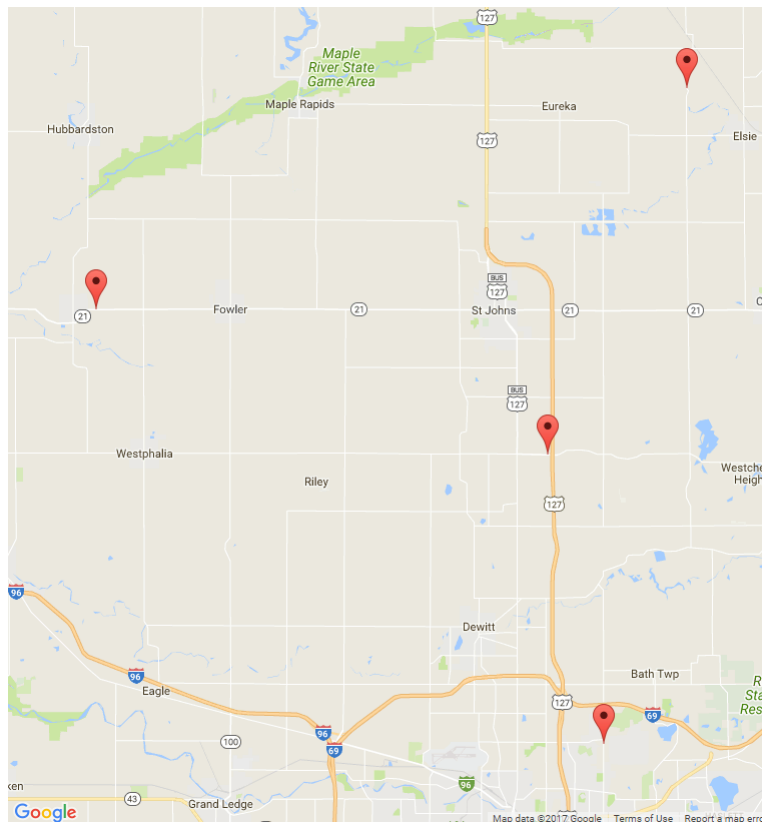 127
Maple
River State
Game Area
Maple Rapids
Eureka
Hubbardston
127
Elsie
BUS
127
21
Fowler
21
St Johns
21
21
BUS
127
Westphalia
Riley
127
96
Dewitt
96
Eagle
Bath Twp
127
69
100
96
69
96
43
Grand Ledge
Google
Map data ©2017 Google
Terms of Use